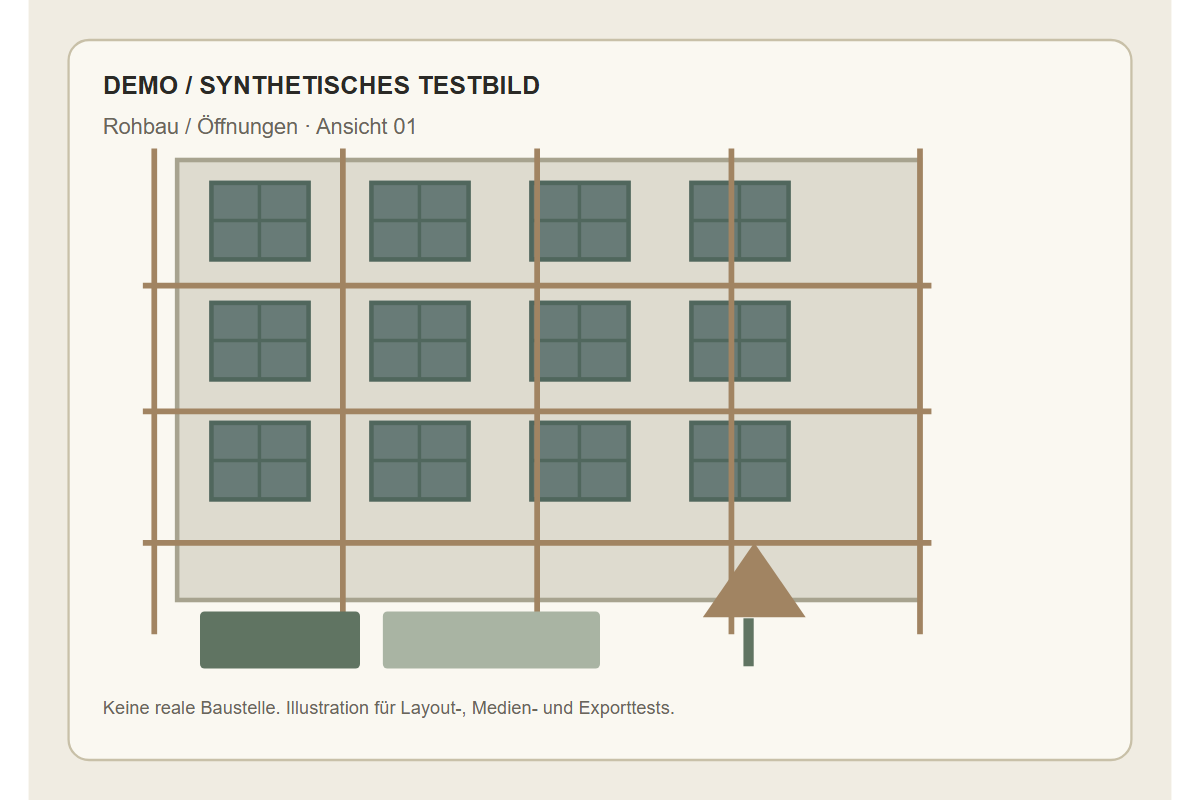 DEMO / SYNTHETISCHES TESTBILD
Rohbau / Öffnungen · Ansicht 01
Keine reale Baustelle. Illustration für Layout-, Medien- und Exporttests.